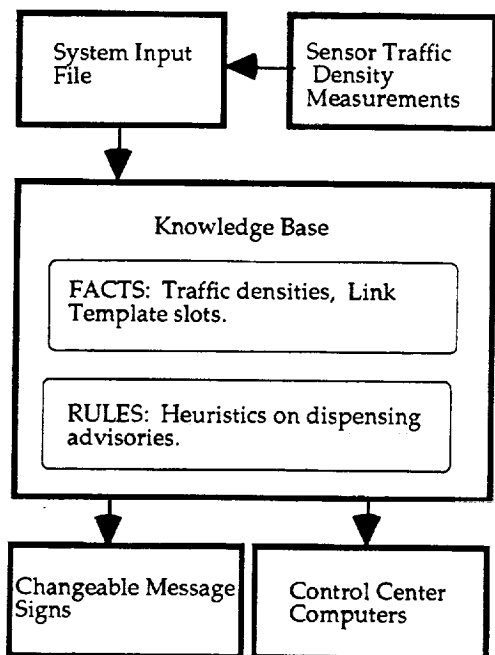 System Input
File
Sensor Traffic
Density
Measurements
Knowledge Base
FACTS: Traffic densities, Link
Template slots.
RULES: Heuristics on dispensing
advisories.
Changeable Message
Signs
Control Center
Computers